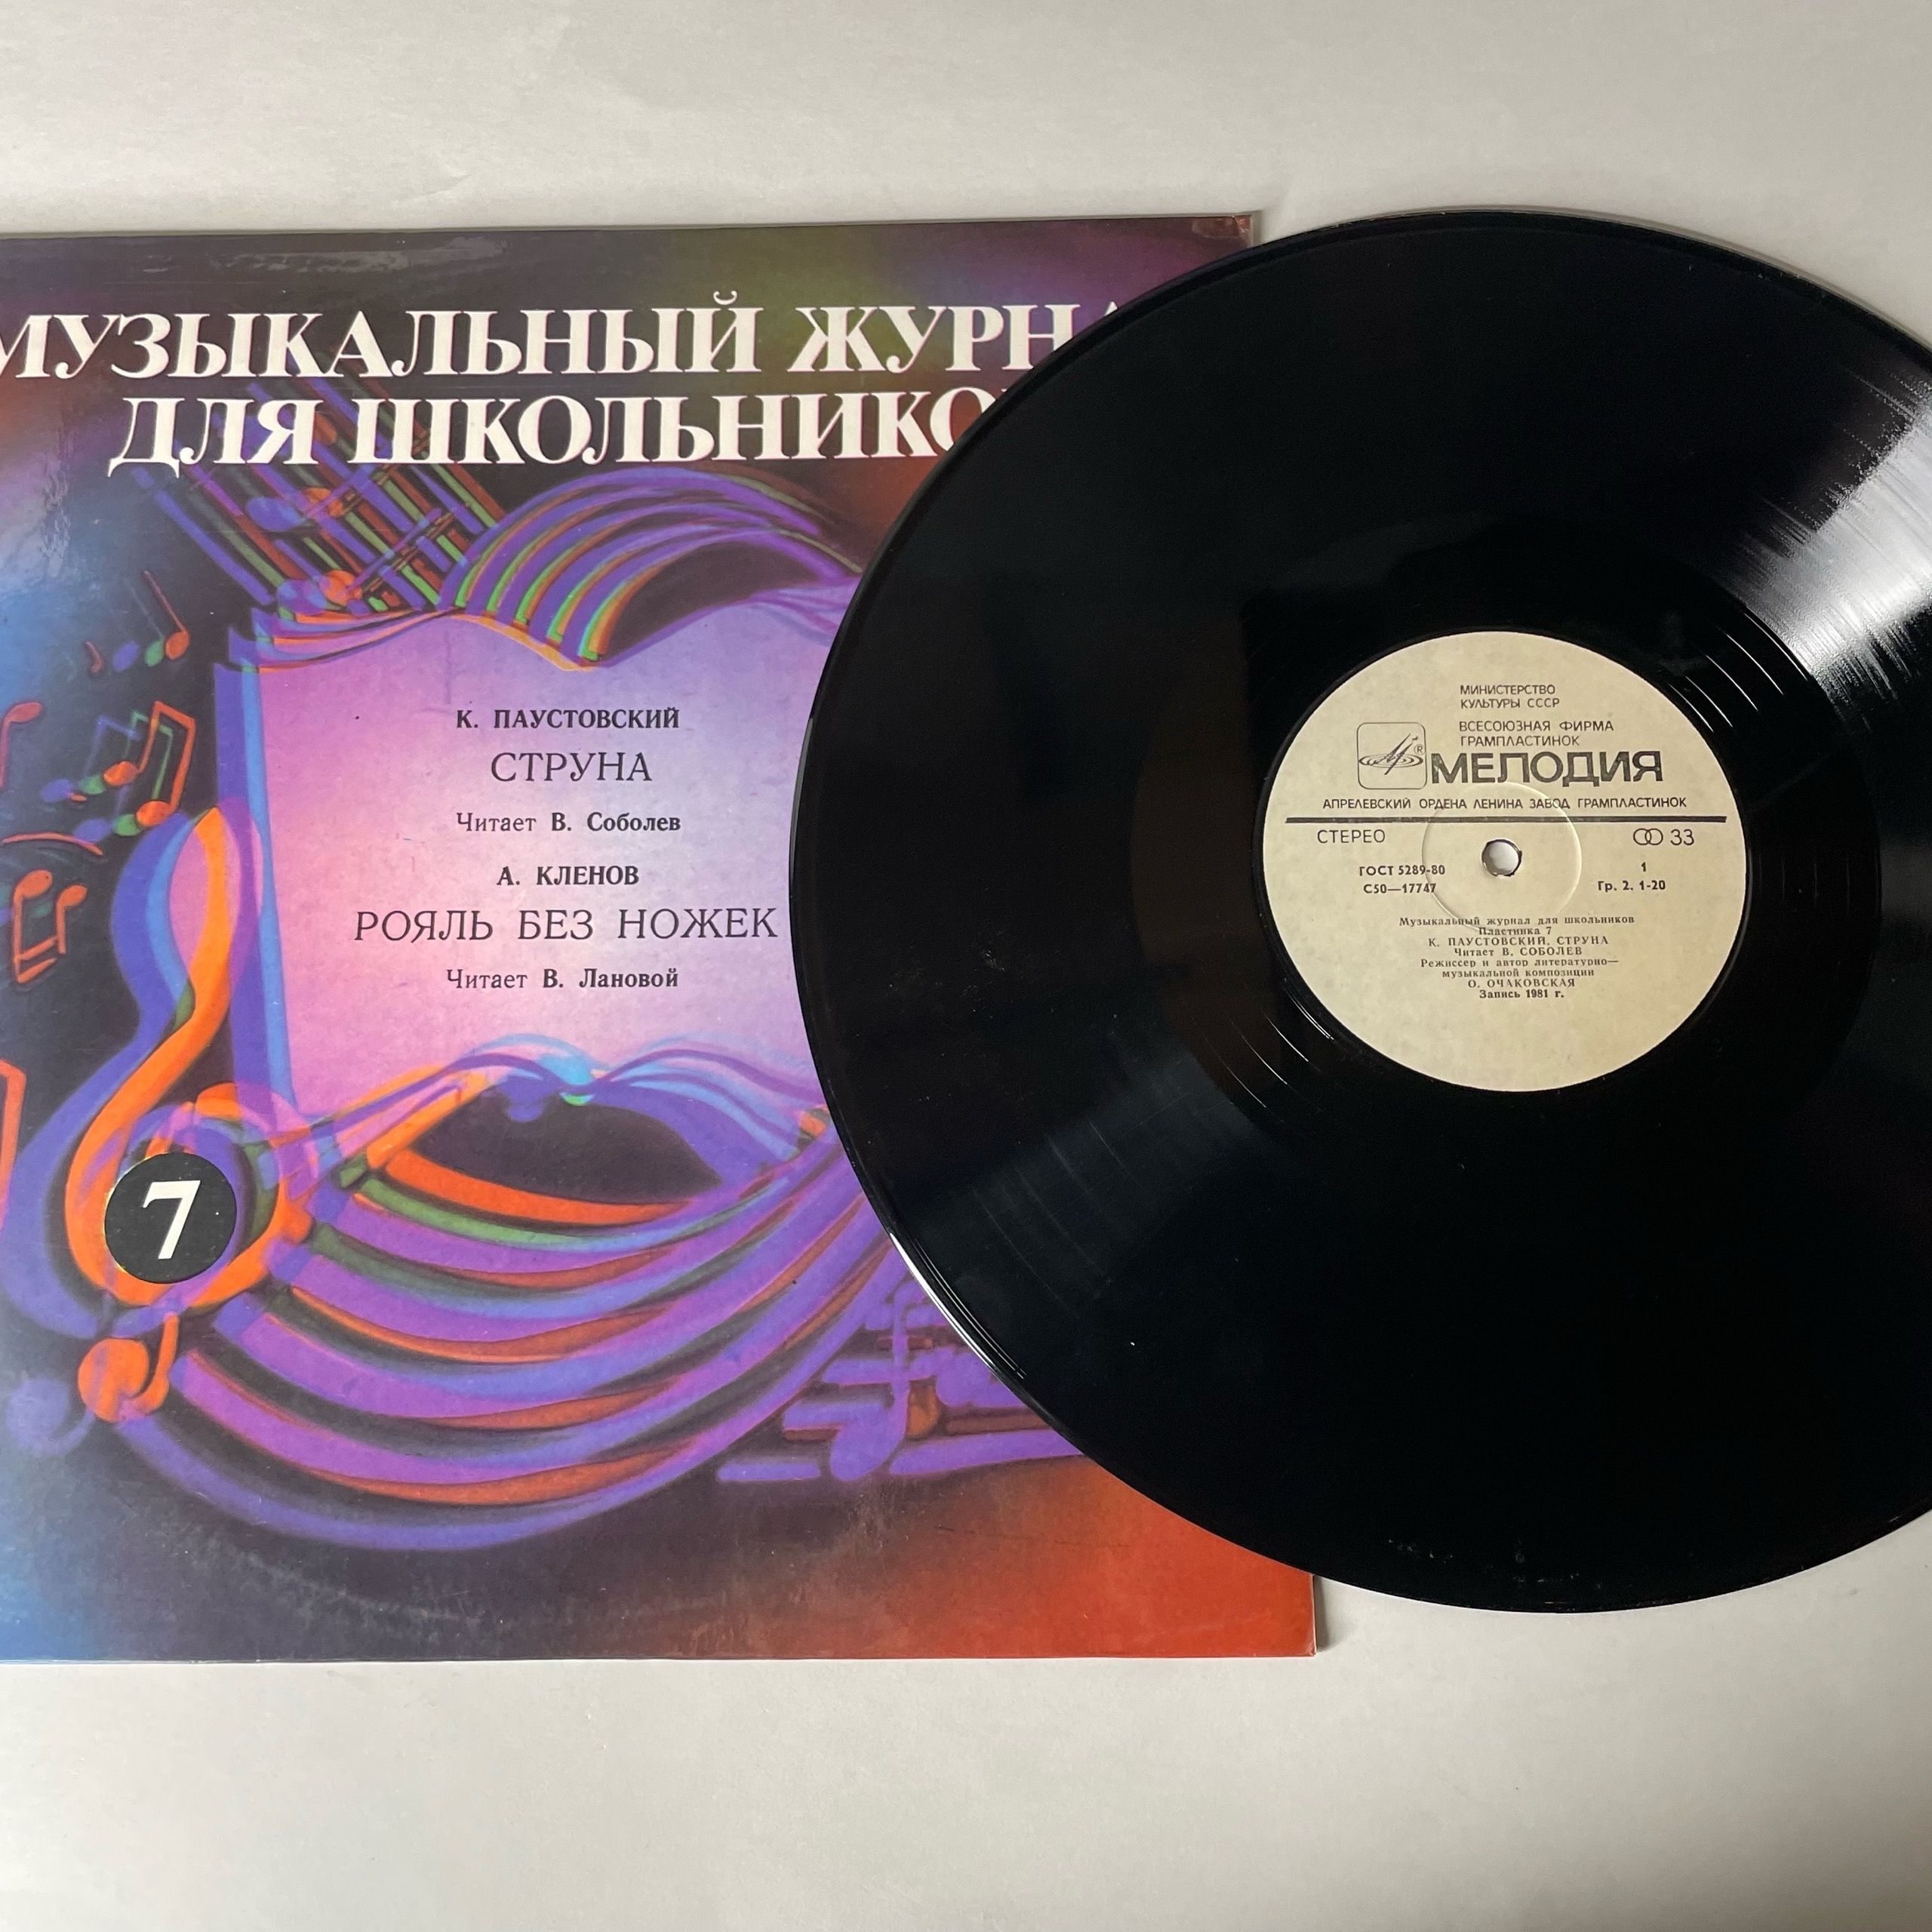 МУЗЫКАЛЬНЫЙ ЖУРНА
ДЛЯ ШКОЛЬНИКО
К. ПАУСТОВСКИЙ
СТРУНА
Читает В. Соболев
А. КЛЕНОВ
РОЯЛЬ БЕЗ НОЖЕК
Читает В. Лановой
7
МИНИСТЕРСТВО
КУЛЬТУРЫ СССР
ВСЕСОЮЗНАЯ ФИРМА
ГРАМПЛАСТИНОК
® МЕЛОДИЯ
АПРЕЛЕВСКИЙ ОРДЕНА ЛЕНИНА ЗАВОД ГРАМПЛАСТИНОК
СТЕРЕО 33
ГОСТ 5289-80 1
С50—17747 Гр. 2. 1-20
Музыкальный журнал для школьников
Пластинка 7
К. ПАУСТОВСКИЙ. СТРУНА
Читает В. СОБОЛЕВ
Режиссер и автор литературно—
музыкальной композиции
О. ОЧАКОВСКАЯ
Запись 1981 г.